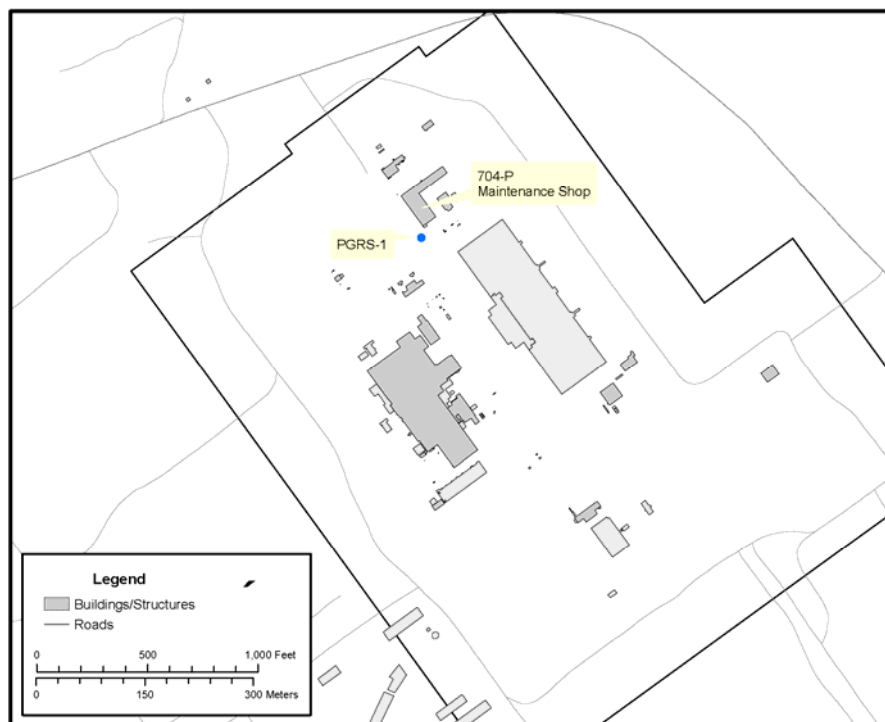 704-P
Maintenance Shop
PGRS-1
Legend
Buildings/Structures
Roads
0 500 1,000 Feet
0 150 300 Meters